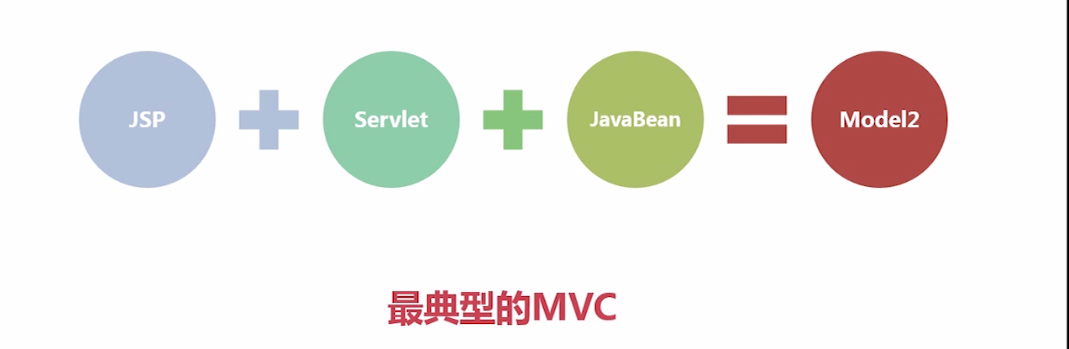 JSP + Servlet + JavaBean = Model2
最典型的MVC